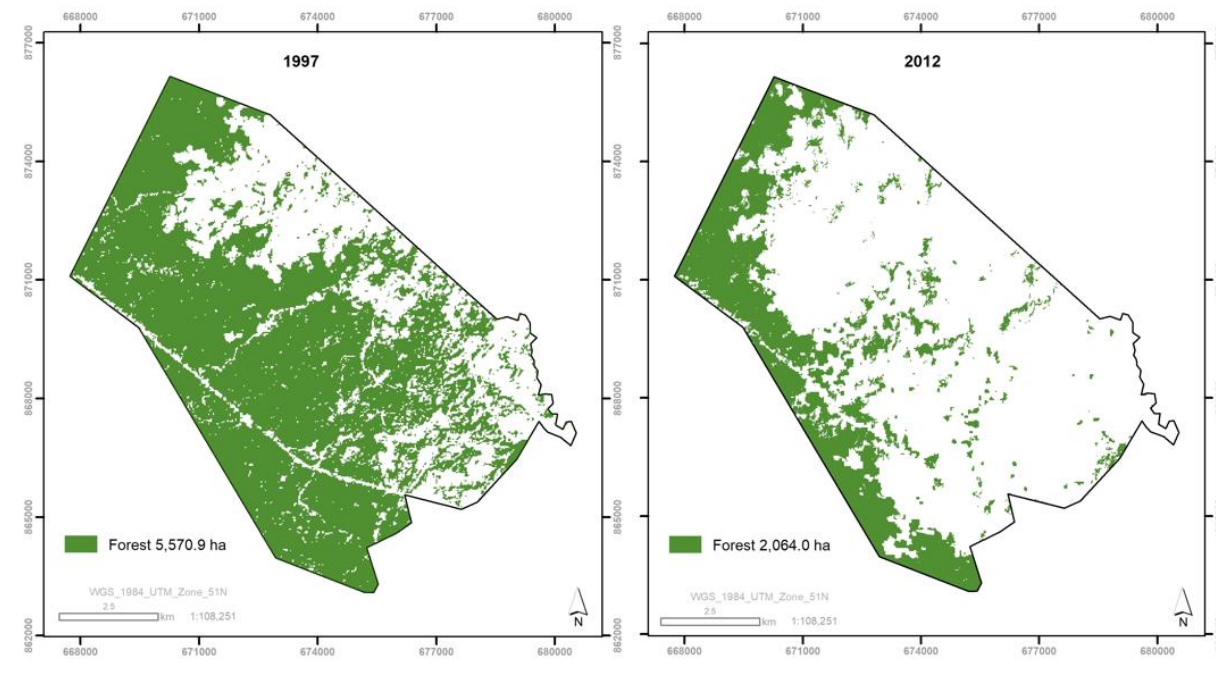 668000 671000 674000 677000 680000
668000 671000 674000 677000 680000
1997
2012
877000 877000
874000 874000
871000 871000
868000 868000
865000 865000
862000 862000
Forest 5,570.9 ha
Forest 2,064.0 ha
WGS_1984_UTM_Zone_51N
2.5
km 1:108,251
N
WGS_1984_UTM_Zone_51N
2.5
km 1:108,251
N
668000 671000 674000 677000 680000
668000 671000 674000 677000 680000